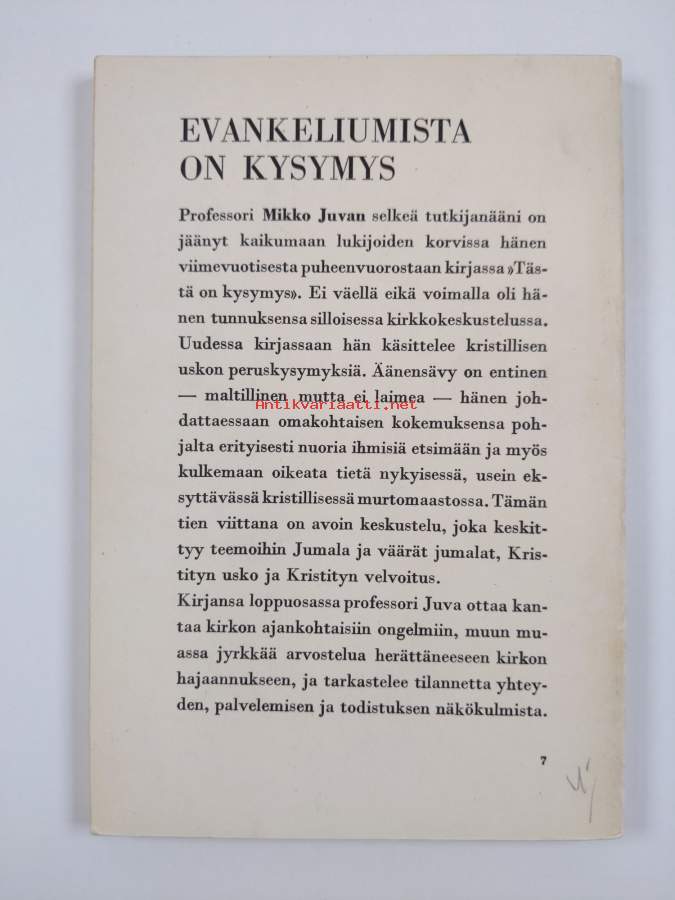 EVANKELIUMISTA
ON KYSYMYS
Professori Mikko Juvan selkeä tutkijanääni on
jäänyt kaikumaan lukijoiden korvissa hänen
viimevuotisesta puheenvuorostaan kirjassa »Täs-
tä on kysymys». Ei väellä eikä voimalla oli hä-
nen tunnuksensa silloisessa kirkkokeskustelussa.
Uudessa kirjassaan hän käsittelee kristillisen
uskon peruskysymyksiä. Äänensävy on entinen
— maltillinen mutta ei laimea — hänen joh-
Antikvariaatti.net
dattaessaan omakohtaisen kokemuksensa poh-
jalta erityisesti nuoria ihmisiä etsimään ja myös
kulkemaan oikeata tietä nykyisessä, usein ek-
syttävässä kristillisessä murtomaastossa. Tämän
tien viittana on avoin keskustelu, joka keskit-
tyy teemoihin Jumala ja väärät jumalat, Kris-
tityn usko ja Kristityn velvoitus.
Kirjansa loppuosassa professori Juva ottaa kan-
taa kirkon ajankohtaisiin ongelmiin, muun mu-
assa jyrkkää arvostelua herättäneeseen kirkon
hajaannukseen, ja tarkastelee tilannetta yhtey-
den, palvelemisen ja todistuksen näkökulmista.
7